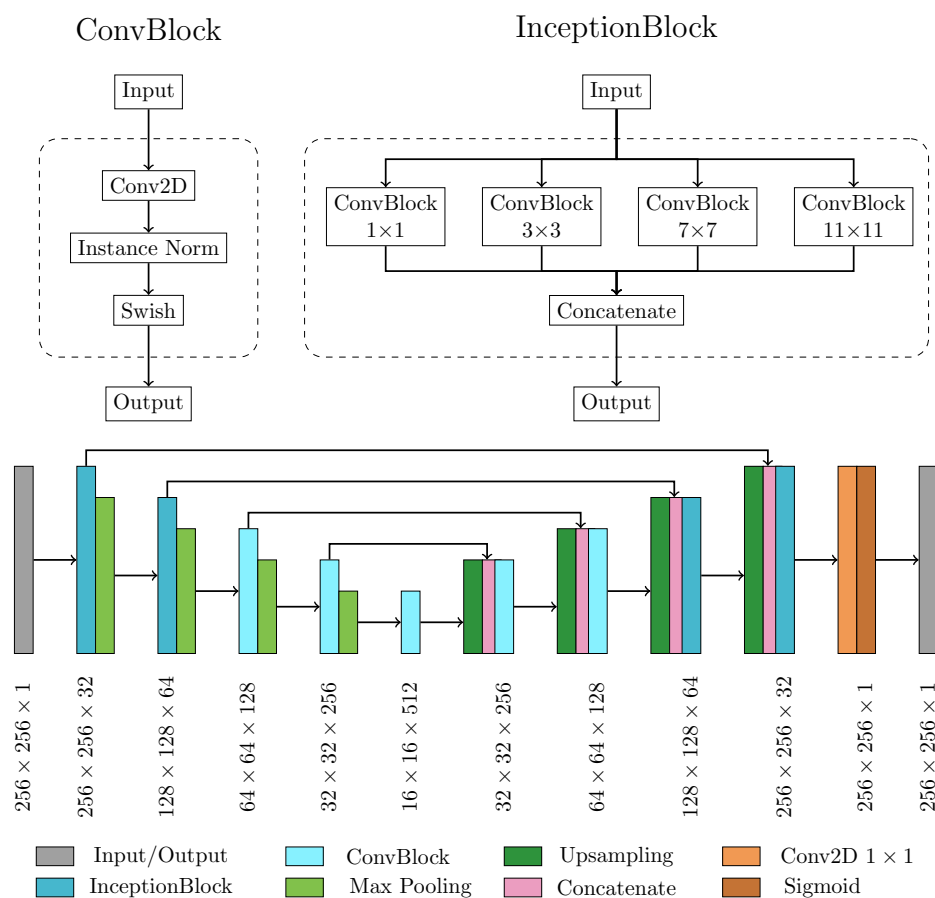 ConvBlock
InceptionBlock
Input
Conv2D
Instance Norm
Swish
Output
Input
ConvBlock
1×1
ConvBlock
3×3
ConvBlock
7×7
ConvBlock
11×11
Concatenate
Output
256 × 256 × 1
256 × 256 × 32
128 × 128 × 64
64 × 64 × 128
32 × 32 × 256
16 × 16 × 512
32 × 32 × 256
64 × 64 × 128
128 × 128 × 64
256 × 256 × 32
256 × 256 × 1
256 × 256 × 1
Input/Output
ConvBlock
Upsampling
Conv2D 1 × 1
InceptionBlock
Max Pooling
Concatenate
Sigmoid